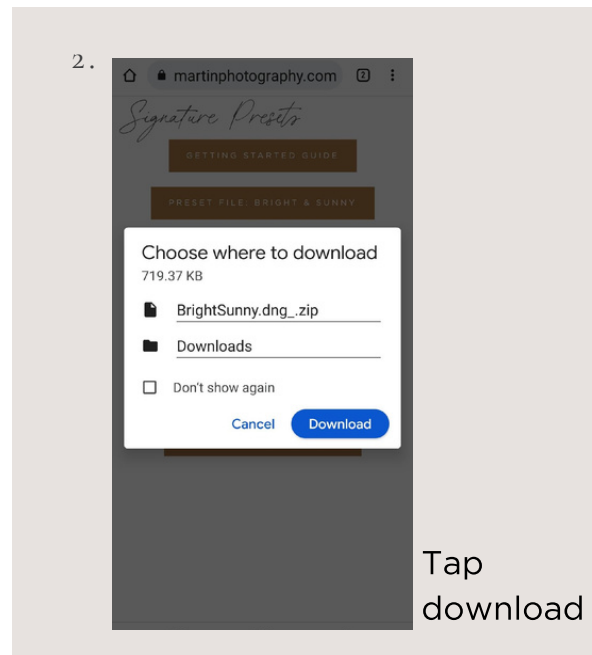 2.
martinphotography.com 2
Signature Presets
GETTING STARTED GUIDE
PRESET FILE: BRIGHT & SUNNY
Choose where to download
719.37 KB
BrightSunny.dng_.zip
Downloads
Don't show again
Cancel Download
Tap
download